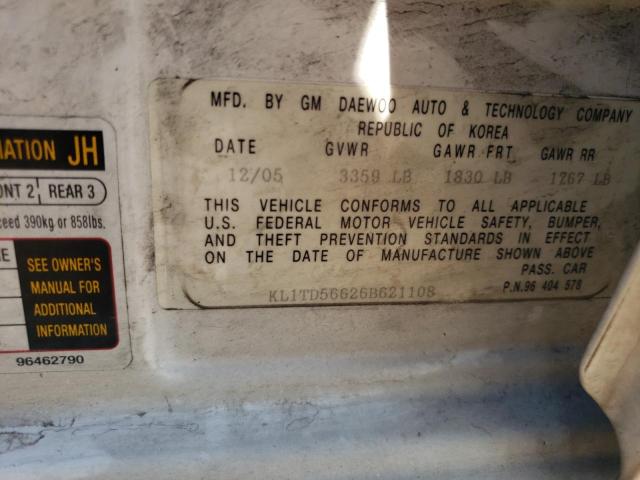 MATION JH
ONT 2 REAR 3
ceed 390kg or 858lbs.
SEE OWNER'S
MANUAL FOR
ADDITIONAL
INFORMATION
96462790
MFD. BY GM DAEWOO AUTO & TECHNOLOGY COMPANY
REPUBLIC OF KOREA
DATE GVWR GAWR FRT GAWR RR
12/05 3359 LB 1830 LB 1267 LB
THIS VEHICLE CONFORMS TO ALL APPLICABLE
U.S. FEDERAL MOTOR VEHICLE SAFETY, BUMPER,
AND THEFT PREVENTION STANDARDS IN EFFECT
ON THE DATE OF MANUFACTURE SHOWN ABOVE
PASS. CAR
KL1TD56626B621108
P.N.96 404 578